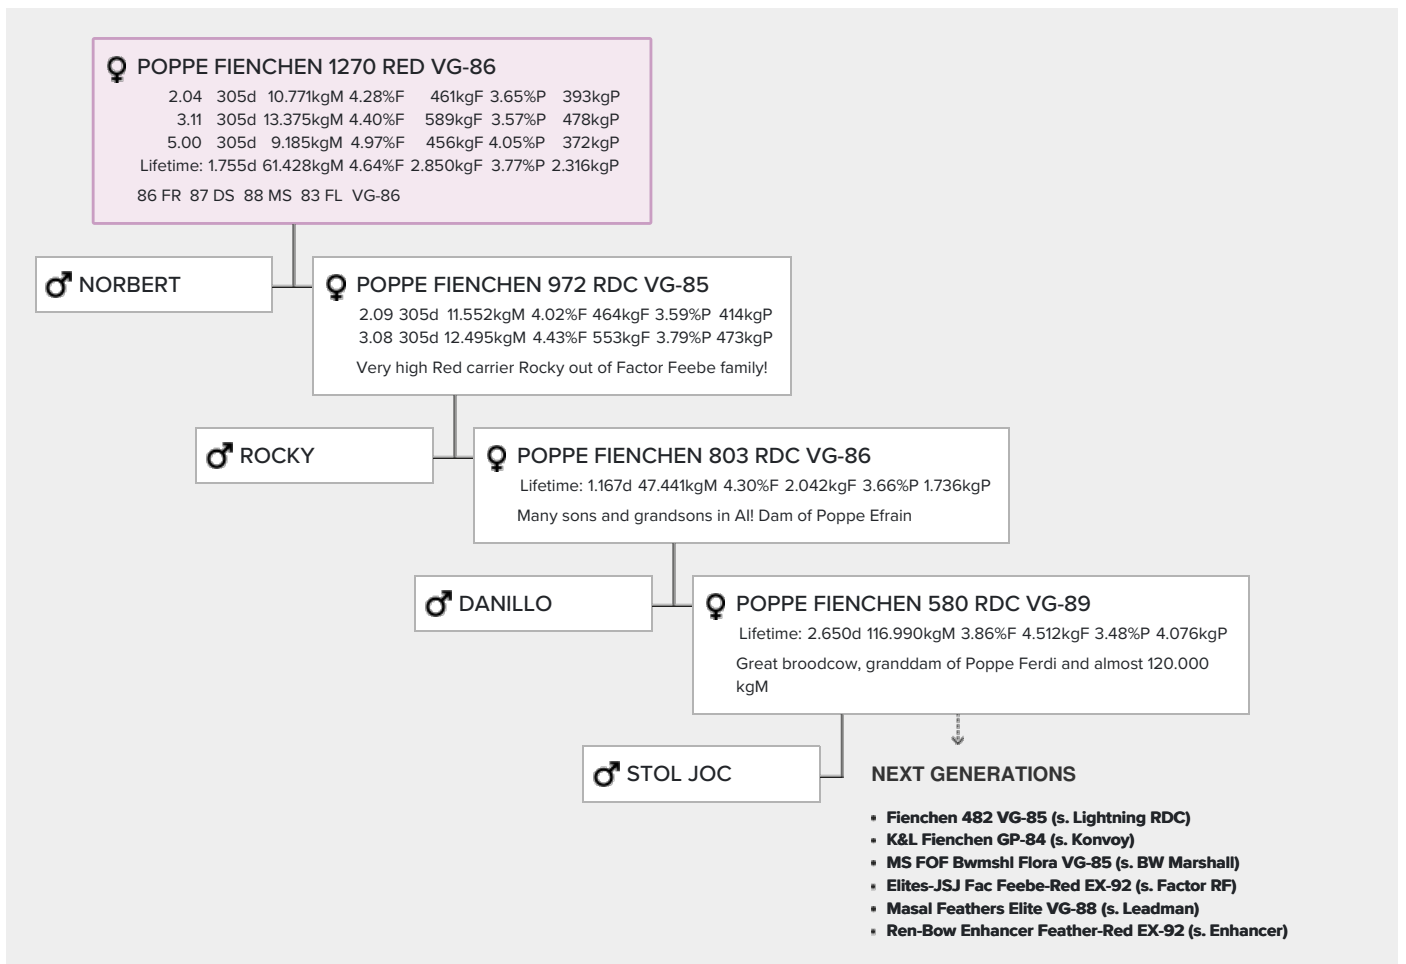 POPPE FIENCHEN 1270 RED VG-86
2.04 305d 10.771kgM 4.28%F 461kgF 3.65%P 393kgP
3.11 305d 13.375kgM 4.40%F 589kgF 3.57%P 478kgP
5.00 305d 9.185kgM 4.97%F 456kgF 4.05%P 372kgP
Lifetime: 1.755d 61.428kgM 4.64%F 2.850kgF 3.77%P 2.316kgP
86 FR 87 DS 88 MS 83 FL VG-86
NORBERT
POPPE FIENCHEN 972 RDC VG-85
2.09 305d 11.552kgM 4.02%F 464kgF 3.59%P 414kgP
3.08 305d 12.495kgM 4.43%F 553kgF 3.79%P 473kgP
Very high Red carrier Rocky out of Factor Feebe family!
ROCKY
POPPE FIENCHEN 803 RDC VG-86
Lifetime: 1.167d 47.441kgM 4.30%F 2.042kgF 3.66%P 1.736kgP
Many sons and grandsons in AI! Dam of Poppe Efrain
DANILLO
POPPE FIENCHEN 580 RDC VG-89
Lifetime: 2.650d 116.990kgM 3.86%F 4.512kgF 3.48%P 4.076kgP
Great broodcow, granddam of Poppe Ferdi and almost 120.000
kgM
STOL JOC
NEXT GENERATIONS
• Fienchen 482 VG-85 (s. Lightning RDC)
• K&L Fienchen GP-84 (s. Konvoy)
• MS FOF Bwmshl Flora VG-85 (s. BW Marshall)
• Elites-JSJ Fac Feebe-Red EX-92 (s. Factor RF)
• Masal Feathers Elite VG-88 (s. Leadman)
• Ren-Bow Enhancer Feather-Red EX-92 (s. Enhancer)